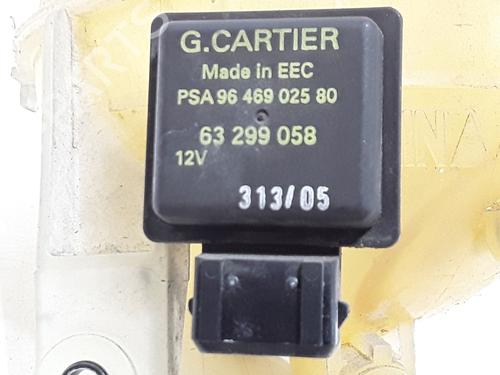 G.CARTIER
Made in EEC
PSA 96 469 025 80
63 299 058
12V
313/05